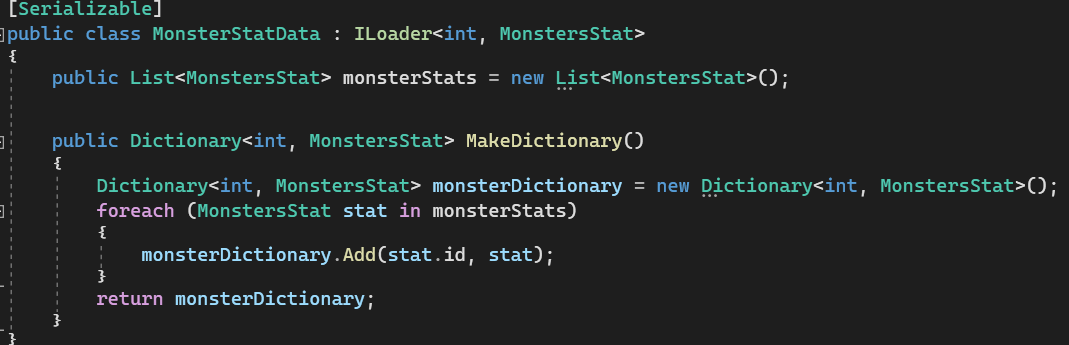 [Serializable]
public class MonsterStatData : ILoader<int, MonstersStat>
{
public List<MonstersStat> monsterStats = new List<MonstersStat>();
public Dictionary<int, MonstersStat> MakeDictionary()
{
Dictionary<int, MonstersStat> monsterDictionary = new Dictionary<int, MonstersStat>();
foreach (MonstersStat stat in monsterStats)
{
monsterDictionary.Add(stat.id, stat);
}
return monsterDictionary;
}
}